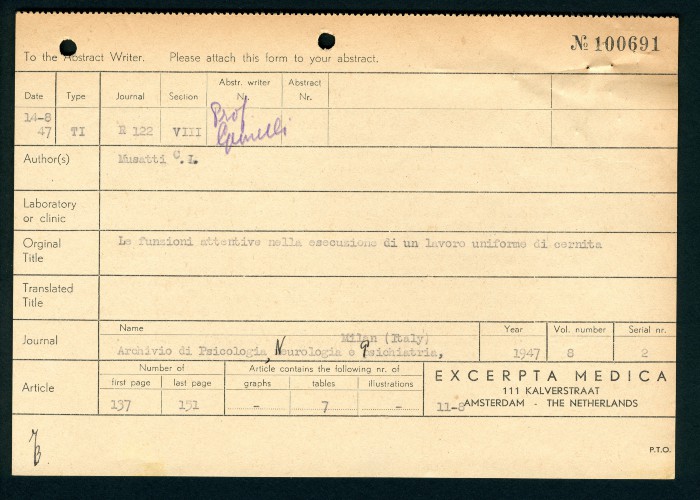 To the Abstract Writer. Please attach this form to your abstract. № 100691
Date Type Journal Section Abstr. writer Nr. Abstract Nr.
14-8
47 TI E 122 VIII Prof
Author(s) Musatti C.L.
Laboratory
or clinic
Orginal Le funzioni attentive nella esecuzione di un lavoro uniforme di cernita
Title
Translated
Title
Name Year Vol. number Serial nr.
Journal Milan (Italy)
Archivio di Psicologia, Neurologia e Psichiatria, 1947 8 2
Number of Article contains the following nr. of
Article first page last page graphs tables illustrations
137 151 - 7 -
EXCERPTA MEDICA
111 KALVERSTRAAT
AMSTERDAM - THE NETHERLANDS
11-8
P.T.O.